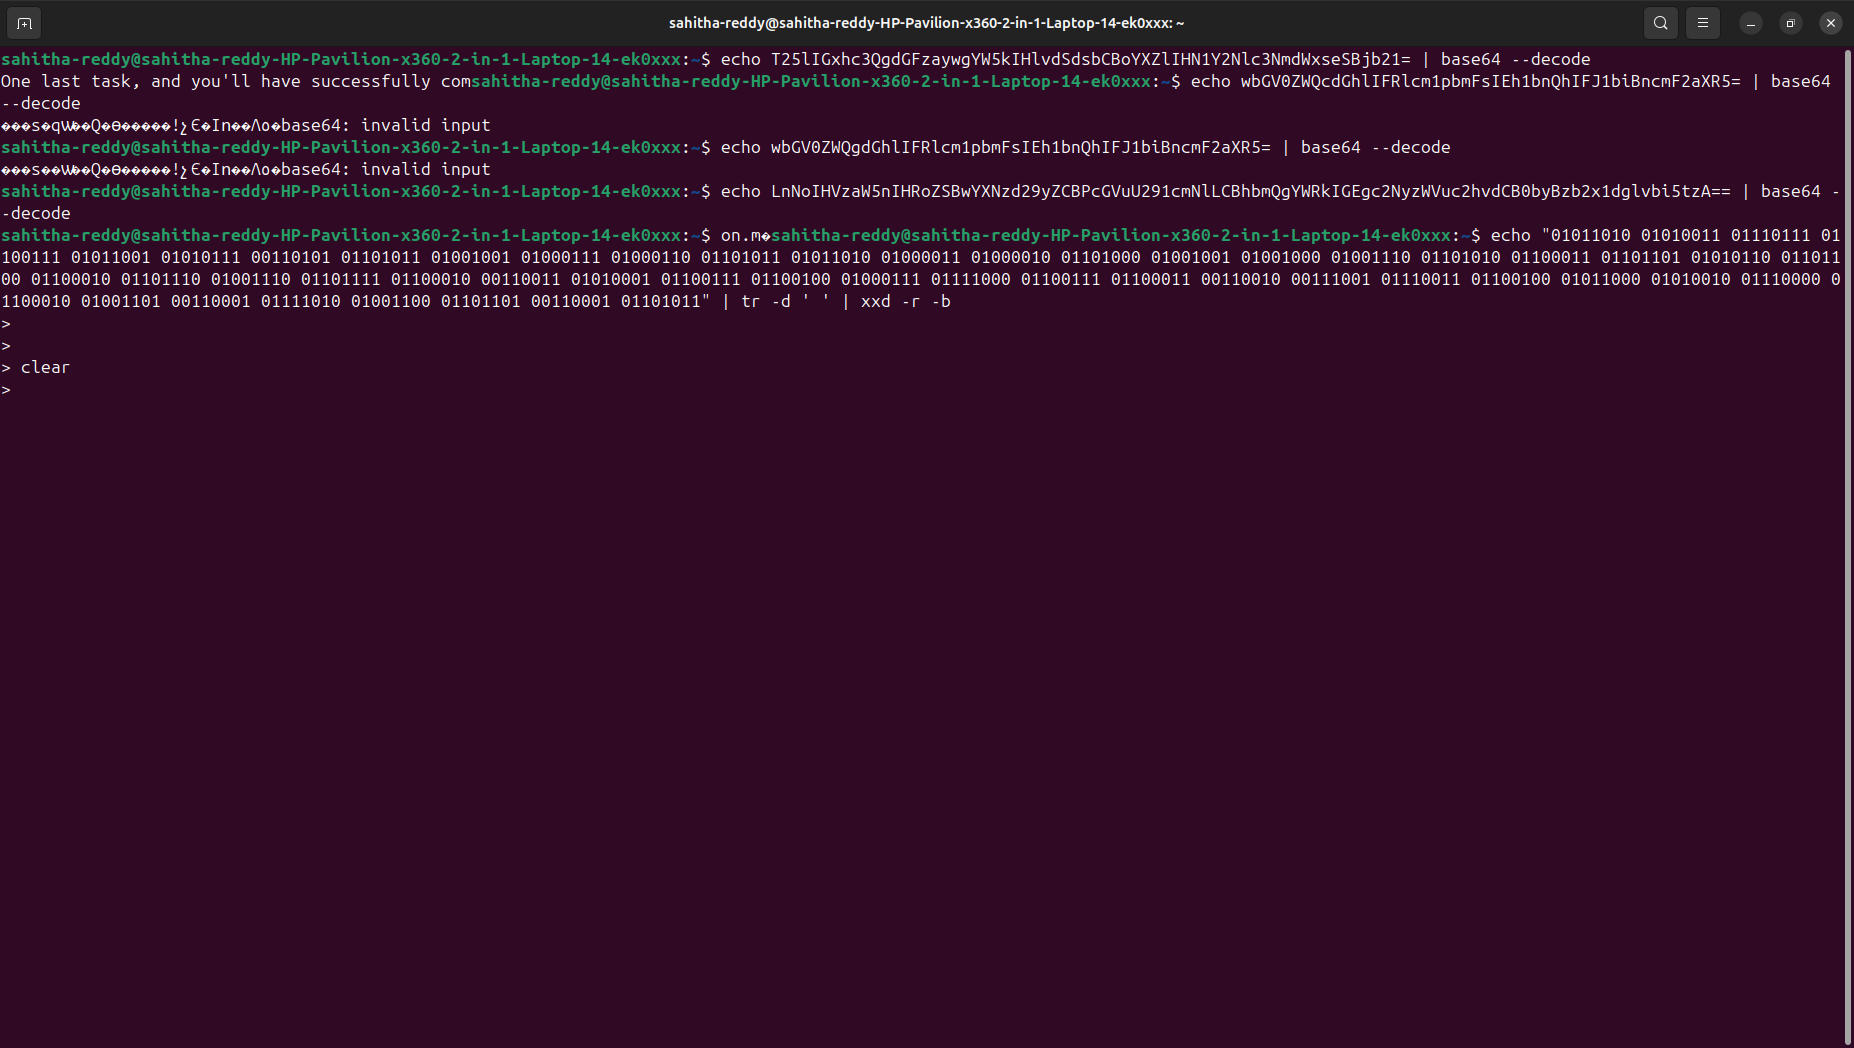 sahitha-reddy@sahitha-reddy-HP-Pavilion-x360-2-in-1-Laptop-14-ek0xxx: ~
sahitha-reddy@sahitha-reddy-HP-Pavilion-x360-2-in-1-Laptop-14-ek0xxx:~$ echo T25lIGxhc3QgdGFzaywgYW5kIHlvdSdsbCBoYXZlIHN1Y2Nlc3NmdWxseSBjb21= | base64 --decode
One last task, and you'll have successfully comsahitha-reddy@sahitha-reddy-HP-Pavilion-x360-2-in-1-Laptop-14-ek0xxx:~$ echo wbGV0ZWQcdGhlIFRlcm1pbmFsIEh1bnQhIFJ1biBncmF2aXR5= | base64
--decode
���s�qW��Q�ɵ�����!չЄ�In��Λo�base64: invalid input
sahitha-reddy@sahitha-reddy-HP-Pavilion-x360-2-in-1-Laptop-14-ek0xxx:~$ echo wbGV0ZWQgdGhlIFRlcm1pbmFsIEh1bnQhIFJ1biBncmF2aXR5= | base64 --decode
���s��W��Q�ɵ�����!չЄ�In��Λo�base64: invalid input
sahitha-reddy@sahitha-reddy-HP-Pavilion-x360-2-in-1-Laptop-14-ek0xxx:~$ echo LnNoIHVzaW5nIHRoZSBwYXNzd29yZCBPcGVuU291cmNlLCBhbmQgYWRkIGEgc2NyzWVuc2hvdCB0byBzb2x1dglvbi5tzA== | base64 -
-decode
sahitha-reddy@sahitha-reddy-HP-Pavilion-x360-2-in-1-Laptop-14-ek0xxx:~$ on.m�sahitha-reddy@sahitha-reddy-HP-Pavilion-x360-2-in-1-Laptop-14-ek0xxx:~$ echo "01011010 01010011 01110111 01
100111 01011001 01010111 00110101 01101011 01001001 01000111 01000110 01101011 01011010 01000011 01000010 01101000 01001001 01001000 01001110 01101010 01100011 01101101 01010110 011011
00 01100010 01101110 01001110 01101111 01100010 00110011 01010001 01100111 01100100 01000111 01111000 01100111 01100011 00110010 00111001 01110011 01100100 01011000 01010010 01110000 0
1100010 01001101 00110001 01111010 01001100 01101101 00110001 01101011" | tr -d ' ' | xxd -r -b
>
>
> clear
>